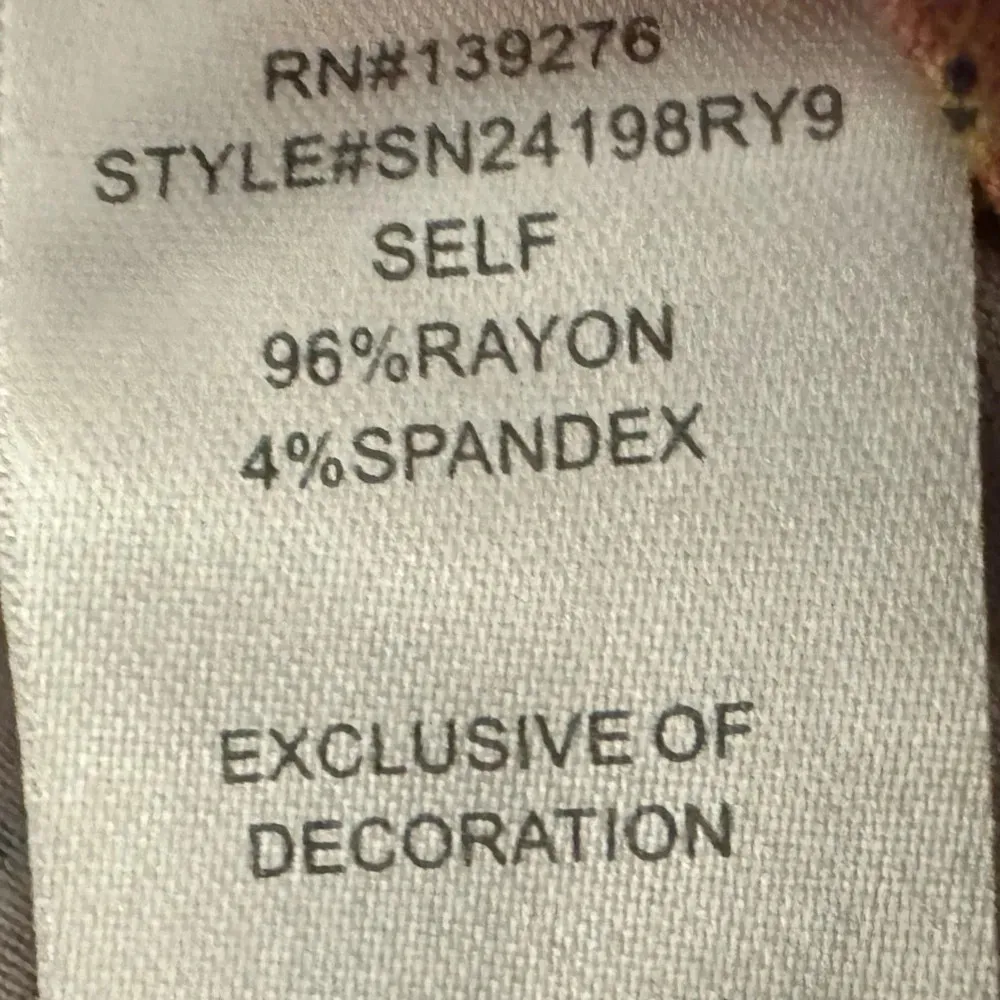 RN#139276
STYLE#SN24198RY9
SELF
96%RAYON
4%SPANDEX
EXCLUSIVE OF
DECORATION